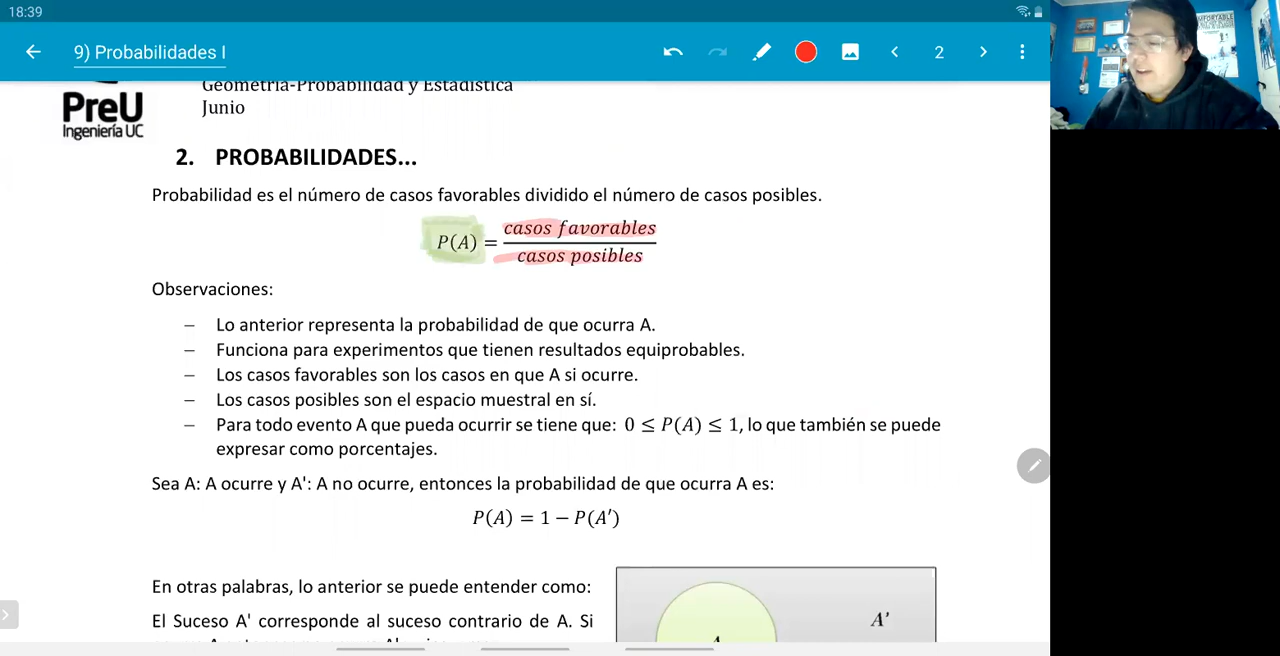 18:39
9) Probabilidades I
2
Geometría-Probabilidad y Estadística
PreU
Ingeniería UC
Junio
2. PROBABILIDADES...
Probabilidad es el número de casos favorables dividido el número de casos posibles.
P(A) = casos favorables / casos posibles
Observaciones:
– Lo anterior representa la probabilidad de que ocurra A.
– Funciona para experimentos que tienen resultados equiprobables.
– Los casos favorables son los casos en que A si ocurre.
– Los casos posibles son el espacio muestral en sí.
– Para todo evento A que pueda ocurrir se tiene que: 0 ≤ P(A) ≤ 1, lo que también se puede
expresar como porcentajes.
Sea A: A ocurre y A': A no ocurre, entonces la probabilidad de que ocurra A es:
P(A) = 1 − P(A')
En otras palabras, lo anterior se puede entender como:
El Suceso A' corresponde al suceso contrario de A. Si
A'